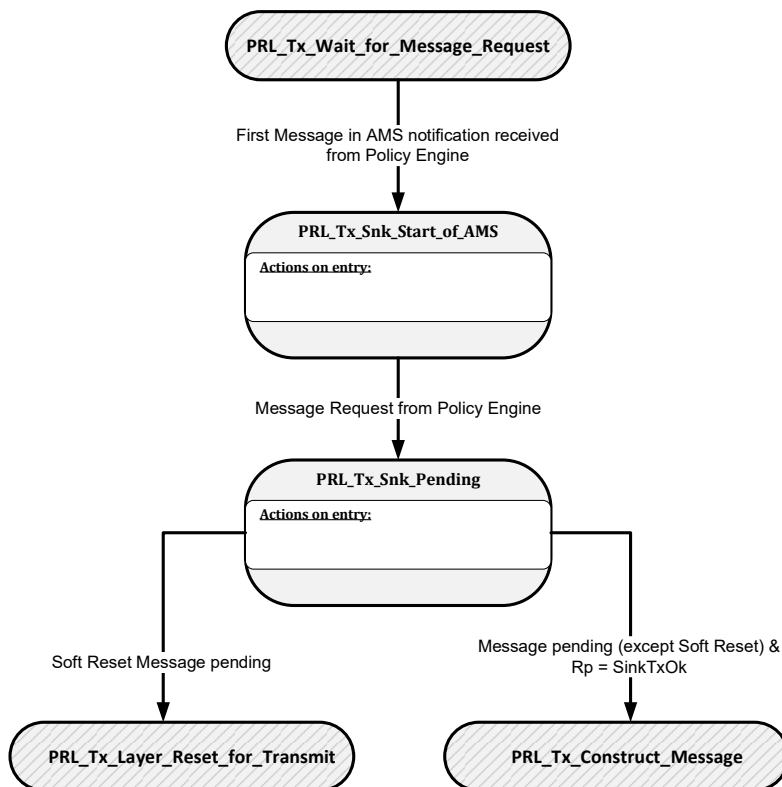 PRL_Tx_Wait_for_Message_Request
First Message in AMS notification received
from Policy Engine
PRL_Tx_Snk_Start_of_AMS
Actions on entry:
Message Request from Policy Engine
PRL_Tx_Snk_Pending
Actions on entry:
Soft Reset Message pending
Message pending (except Soft Reset) &
Rp = SinkTxOk
PRL_Tx_Layer_Reset_for_Transmit
PRL_Tx_Construct_Message